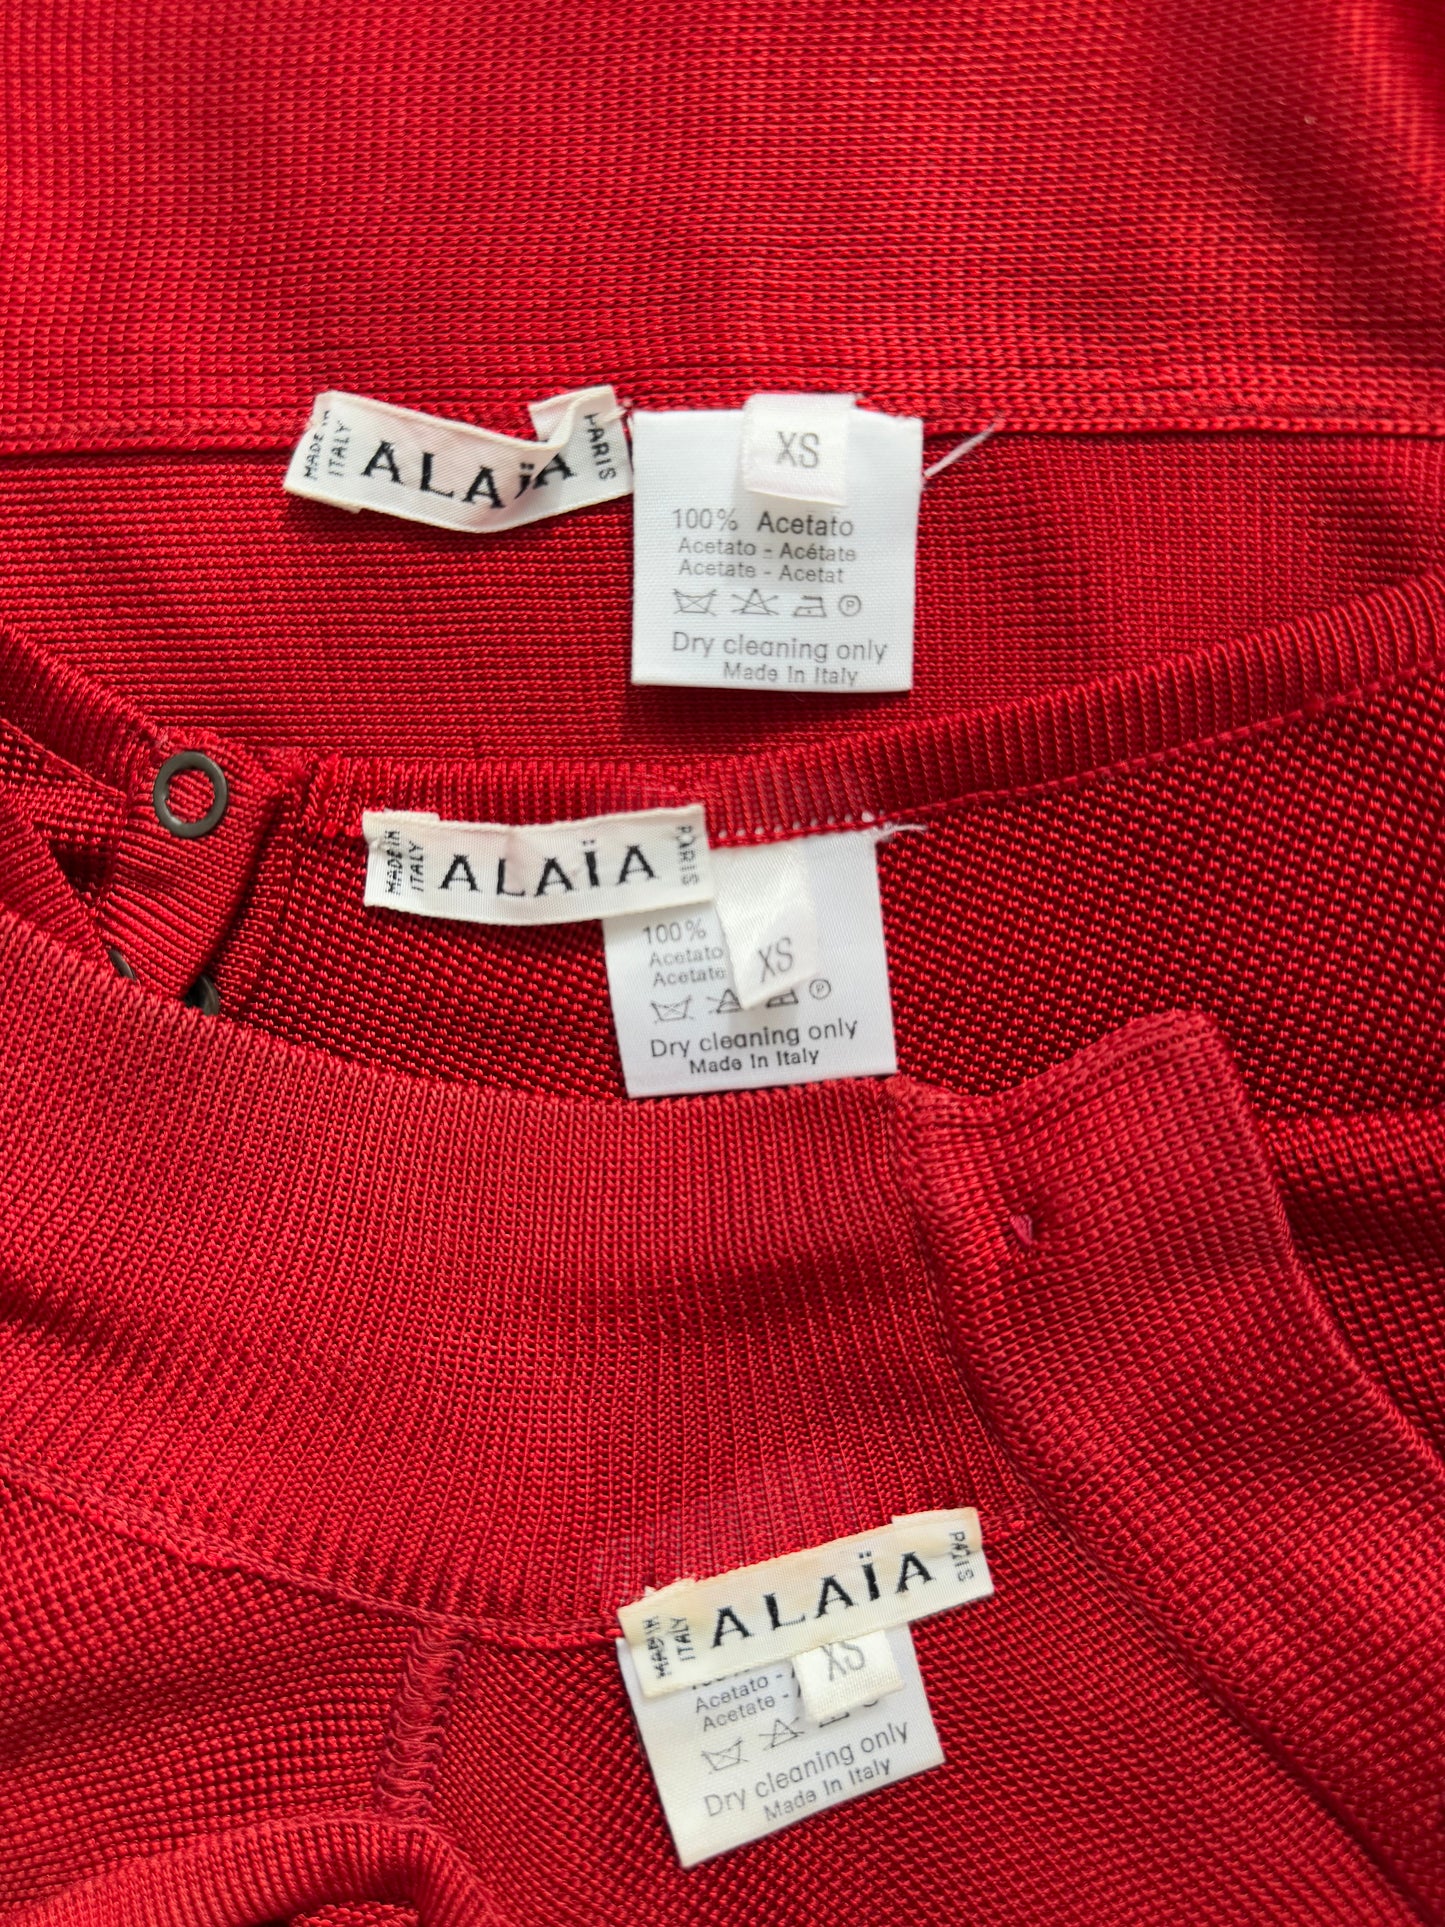 MADE IN
ITALY
ALAÏA
PARIS
XS
100% Acetato
Acetato - Acétate
Acetate - Acetat
P
Dry cleaning only
Made In Italy
MADE IN
ITALY
ALAÏA
PARIS
XS
100%
Acetato
Acetate
P
Dry cleaning only
Made In Italy
MADE IN
ITALY
ALAÏA
PARIS
XS
Acetato -
Acetate -
Dry cleaning only
Made In Italy